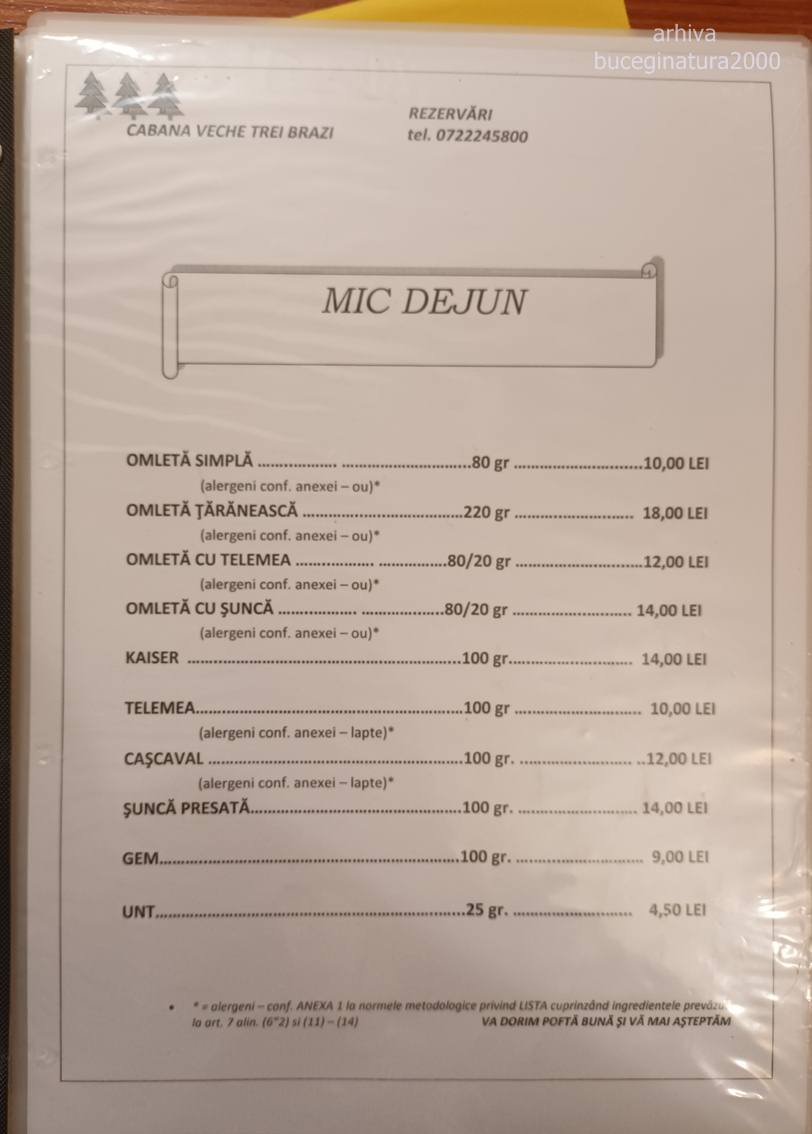 arhiva
buceginatura2000
REZERVĂRI
CABANA VECHE TREI BRAZI
tel. 0722245800
MIC DEJUN
OMLETĂ SIMPLĂ .................. .............................80 gr .............................10,00 LEI
(alergeni conf. anexei – ou)*
OMLETĂ ŢĂRĂNEASCĂ ....................................220 gr ........................... 18,00 LEI
(alergeni conf. anexei – ou)*
OMLETĂ CU TELEMEA .................. ...............80/20 gr .............................12,00 LEI
(alergeni conf. anexei – ou)*
OMLETĂ CU ŞUNCĂ .................. ..................80/20 gr ........................... 14,00 LEI
(alergeni conf. anexei – ou)*
KAISER .............................................................100 gr............................ 14,00 LEI
TELEMEA............................................................100 gr ............................. 10,00 LEI
(alergeni conf. anexei – lapte)*
CAŞCAVAL .........................................................100 gr. ......................... ..12,00 LEI
(alergeni conf. anexei – lapte)*
ŞUNCĂ PRESATĂ...............................................100 gr. ........................... 14,00 LEI
GEM...................................................................100 gr. ............................. 9,00 LEI
UNT.....................................................................25 gr. ........................... 4,50 LEI
• * = alergeni – conf. ANEXA 1 la normele metodologice privind LISTA cuprinzând ingredientele
la art. 7 alin. (6^2) si (11) – (14) VA DORIM POFTĂ BUNĂ ŞI VĂ MAI AŞTEPTĂM